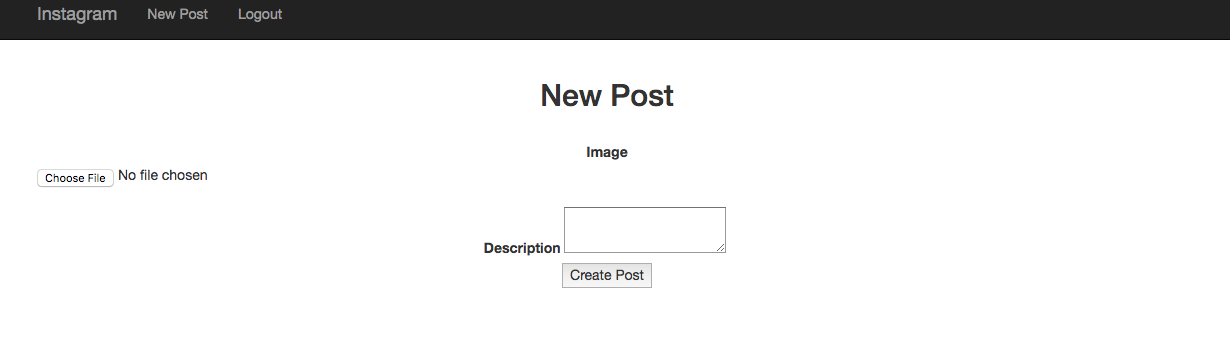 Instagram New Post Logout
New Post
Image
Choose File No file chosen
Description
Create Post